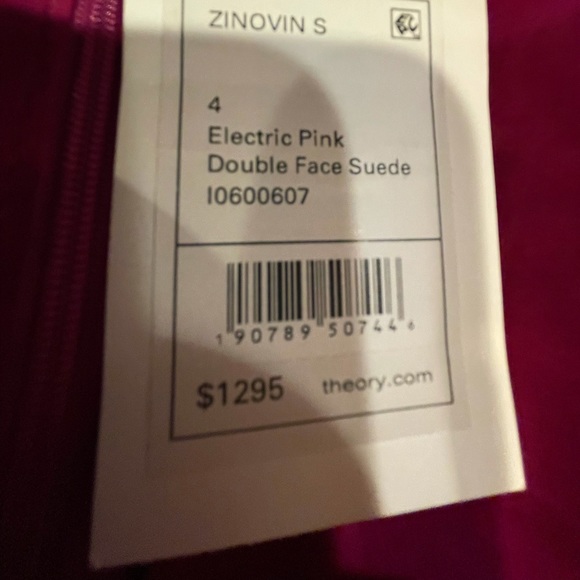 ZINOVIN S
4
Electric Pink
Double Face Suede
I0600607
1 90789 50744 6
$1295 theory.com